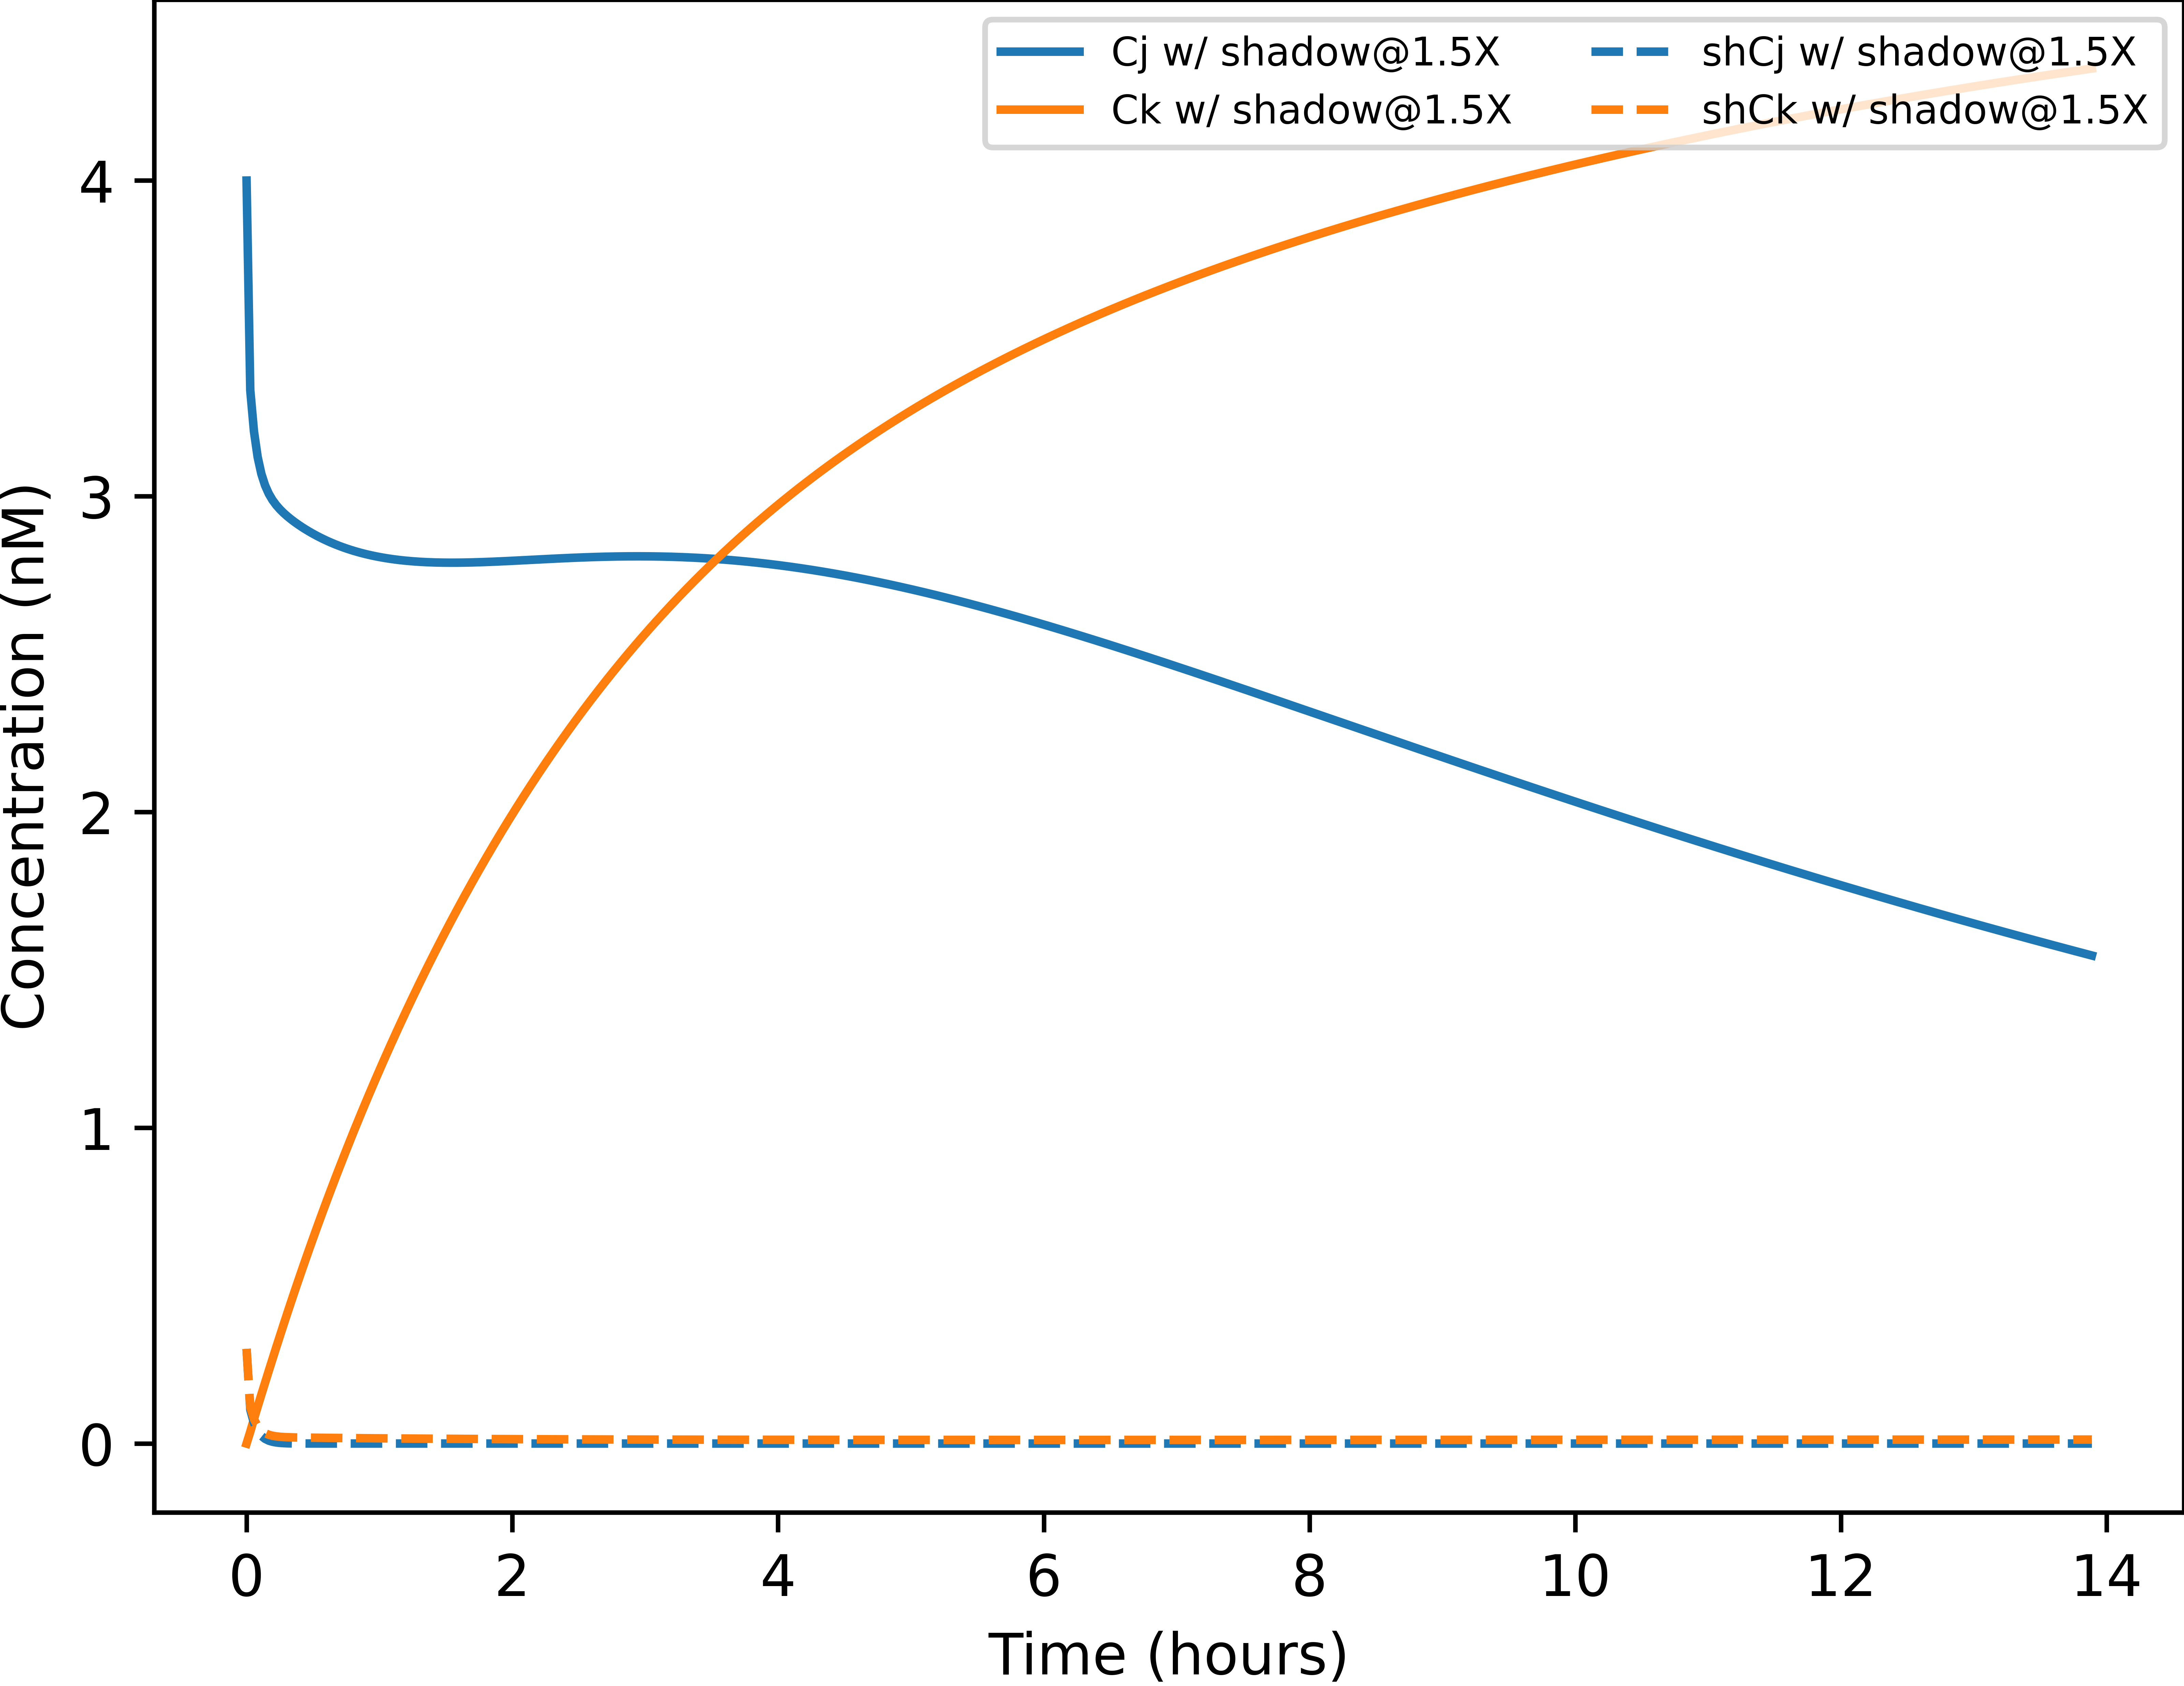 Cj w/ shadow@1.5X
Ck w/ shadow@1.5X
shCj w/ shadow@1.5X
shCk w/ shadow@1.5X
Concentration (nM)
4
3
2
1
0
0 2 4 6 8 10 12 14
Time (hours)